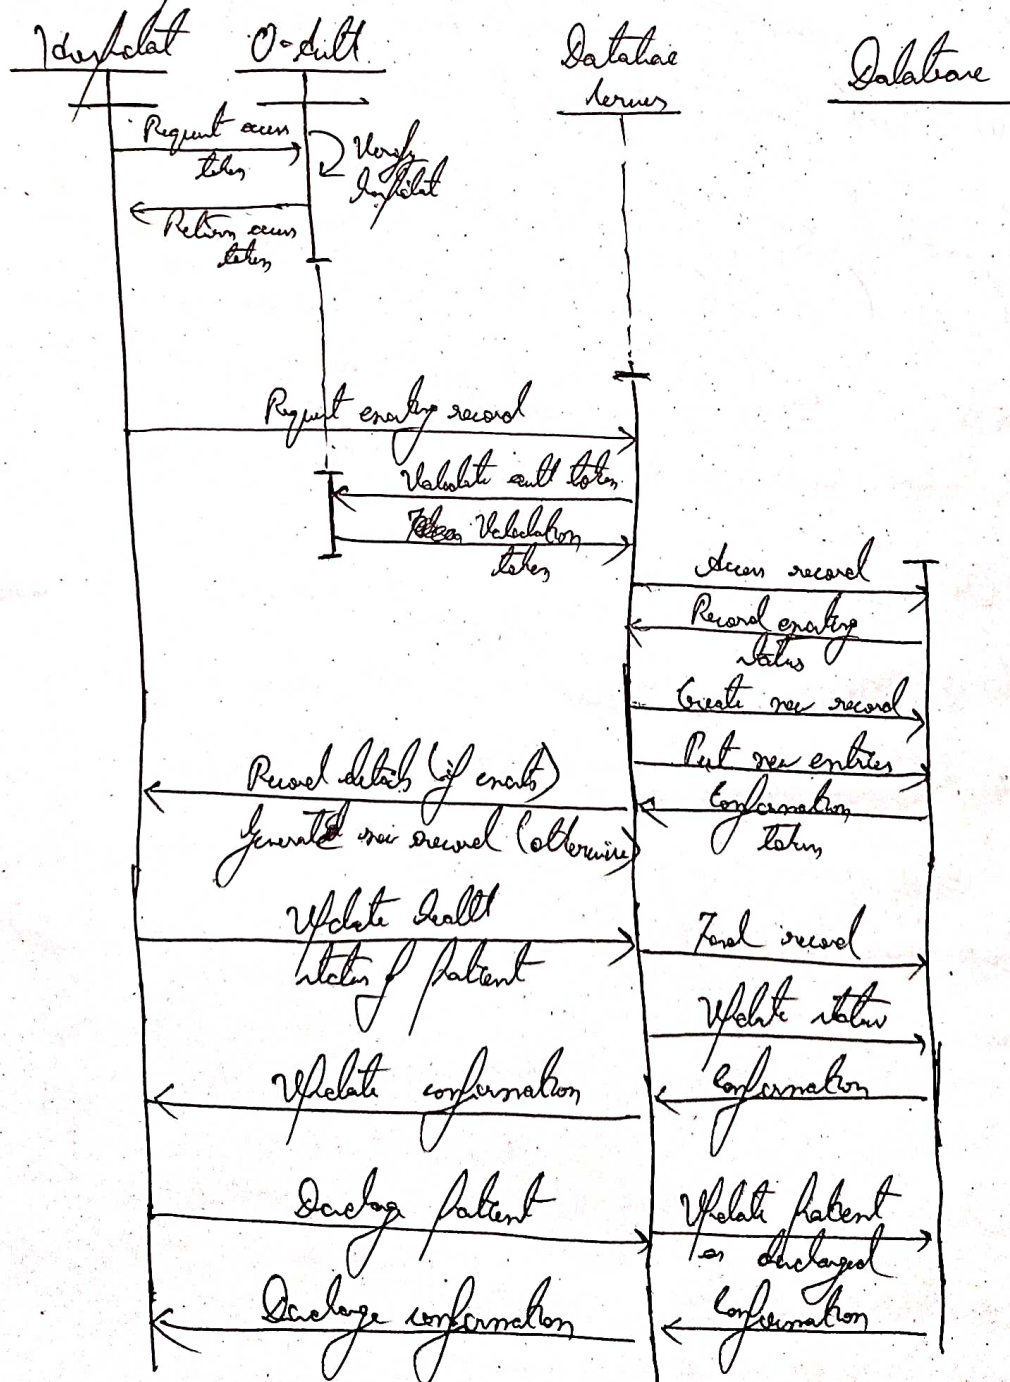 Hospital O-Auth Database Database
server
Request access
token
Verify
hospital
Return access
token
Request existing record
Validate auth token
Token Validation
token
Access record
Record existing
status
Create new record
Put new entries
Record details (if exists)
Confirmation
token
Generated new record (otherwise)
Update health
status of patient
Find record
Update status
Update confirmation
Confirmation
Discharge patient
Update patient
as discharged
Discharge confirmation
Confirmation